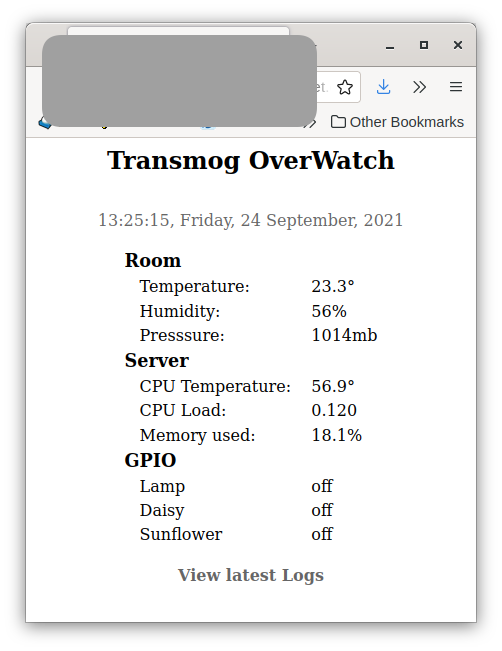 et.
Other Bookmarks
Transmog OverWatch
13:25:15, Friday, 24 September, 2021
Room
Temperature: 23.3°
Humidity: 56%
Presssure: 1014mb
Server
CPU Temperature: 56.9°
CPU Load: 0.120
Memory used: 18.1%
GPIO
Lamp off
Daisy off
Sunflower off
View latest Logs